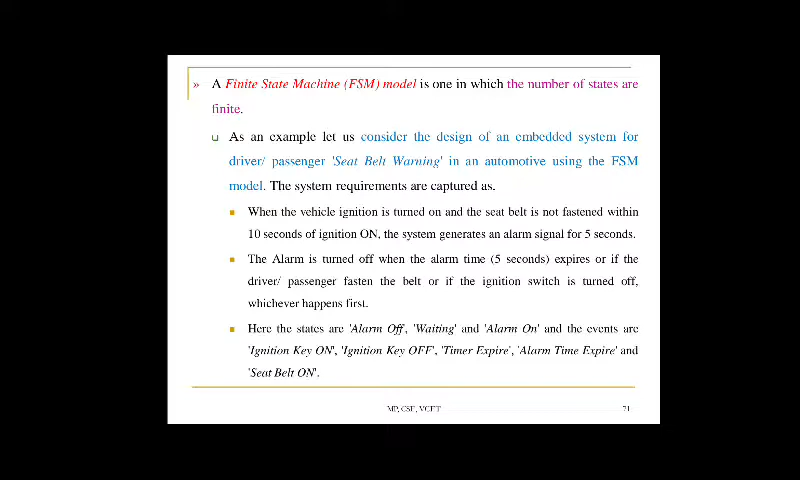 » A Finite State Machine (FSM) model is one in which the number of states are
finite.
As an example let us consider the design of an embedded system for
driver/ passenger 'Seat Belt Warning' in an automotive using the FSM
model. The system requirements are captured as.
When the vehicle ignition is turned on and the seat belt is not fastened within
10 seconds of ignition ON, the system generates an alarm signal for 5 seconds.
The Alarm is turned off when the alarm time (5 seconds) expires or if the
driver/ passenger fasten the belt or if the ignition switch is turned off,
whichever happens first.
Here the states are 'Alarm Off', 'Waiting' and 'Alarm On' and the events are
'Ignition Key ON', 'Ignition Key OFF', 'Timer Expire', 'Alarm Time Expire' and
'Seat Belt ON'.
MP, CSE, VCET 71